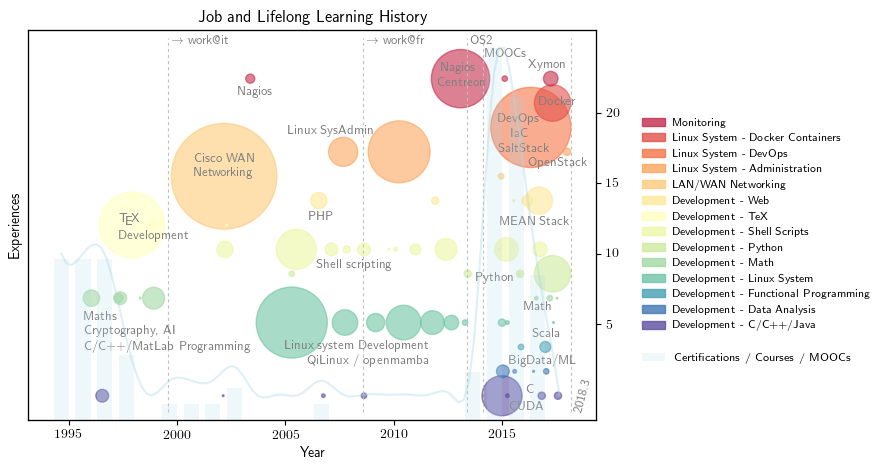 Job and Lifelong Learning History
→ work@it
→ work@fr
OS2
MOOCs
Xymon
Nagios
Nagios
Centreon
Docker
Linux SysAdmin
DevOps
IaC
SaltStack
OpenStack
Cisco WAN
Networking
TEX
Development
PHP
MEAN Stack
Shell scripting
Python
Maths
Cryptography, AI
C/C++/MatLab Programming
Math
Scala
Linux system Development
QiLinux / openmamba
BigData/ML
C
CUDA
2018.3
Experiences
20
15
10
5
1995
2000
2005
2010
2015
Year
Monitoring
Linux System - Docker Containers
Linux System - DevOps
Linux System - Administration
LAN/WAN Networking
Development - Web
Development - TeX
Development - Shell Scripts
Development - Python
Development - Math
Development - Linux System
Development - Functional Programming
Development - Data Analysis
Development - C/C++/Java
Certifications / Courses / MOOCs